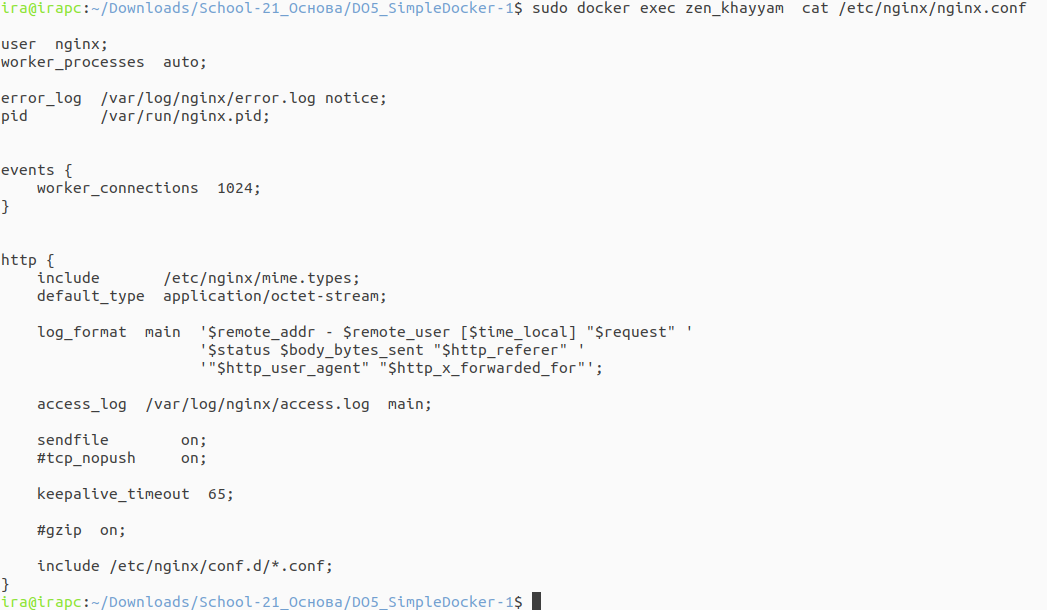 ira@irapc:~/Downloads/School-21_Основа/DO5_SimpleDocker-1$ sudo docker exec zen_khayyam  cat /etc/nginx/nginx.conf

user  nginx;
worker_processes  auto;

error_log  /var/log/nginx/error.log notice;
pid        /var/run/nginx.pid;


events {
    worker_connections  1024;
}


http {
    include       /etc/nginx/mime.types;
    default_type  application/octet-stream;

    log_format  main  '$remote_addr - $remote_user [$time_local] "$request" '
                      '$status $body_bytes_sent "$http_referer" '
                      '"$http_user_agent" "$http_x_forwarded_for"';

    access_log  /var/log/nginx/access.log  main;

    sendfile        on;
    #tcp_nopush     on;

    keepalive_timeout  65;

    #gzip  on;

    include /etc/nginx/conf.d/*.conf;
}
ira@irapc:~/Downloads/School-21_Основа/DO5_SimpleDocker-1$